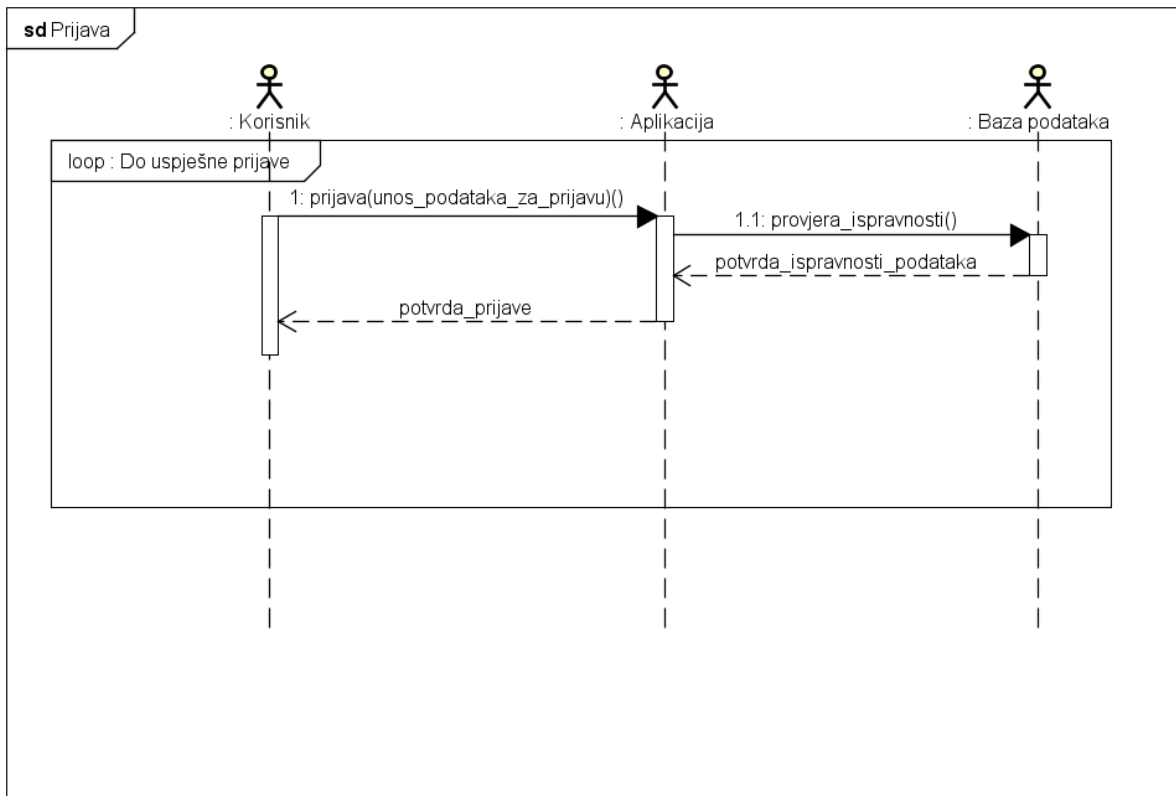 sd Prijava
: Korisnik
: Aplikacija
: Baza podataka
loop : Do uspješne prijave
1: prijava(unos_podataka_za_prijavu)()
1.1: provjera_ispravnosti()
potvrda_ispravnosti_podataka
potvrda_prijave